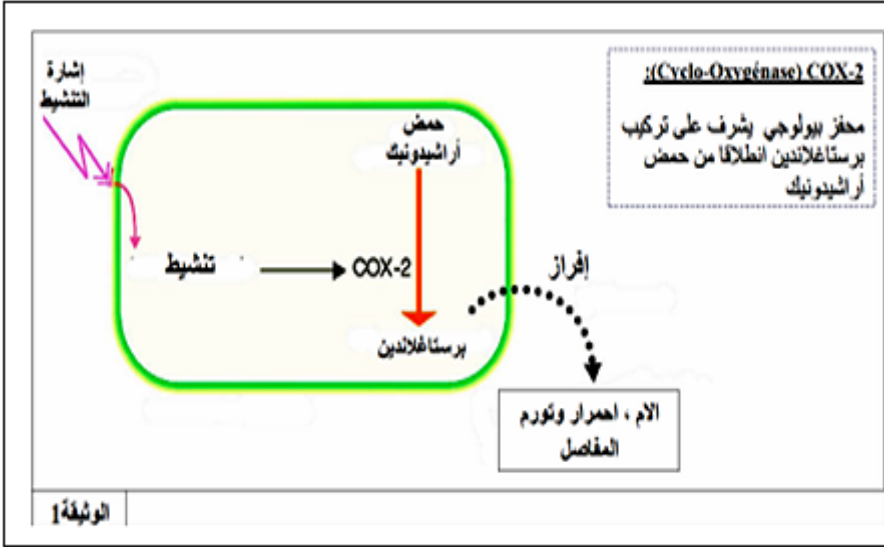 (Cyclo-Oxygénase) COX-2:
محفز بيولوجي يشرف على تركيب
برستاغلاندين انطلاقا من حمض
أراشيدونيك
إشارة
التنشيط
حمض
أراشيدونيك
تنشيط
COX-2
برستاغلاندين
إفراز
الام ، احمرار وتورم
المفاصل
الوثيقة1